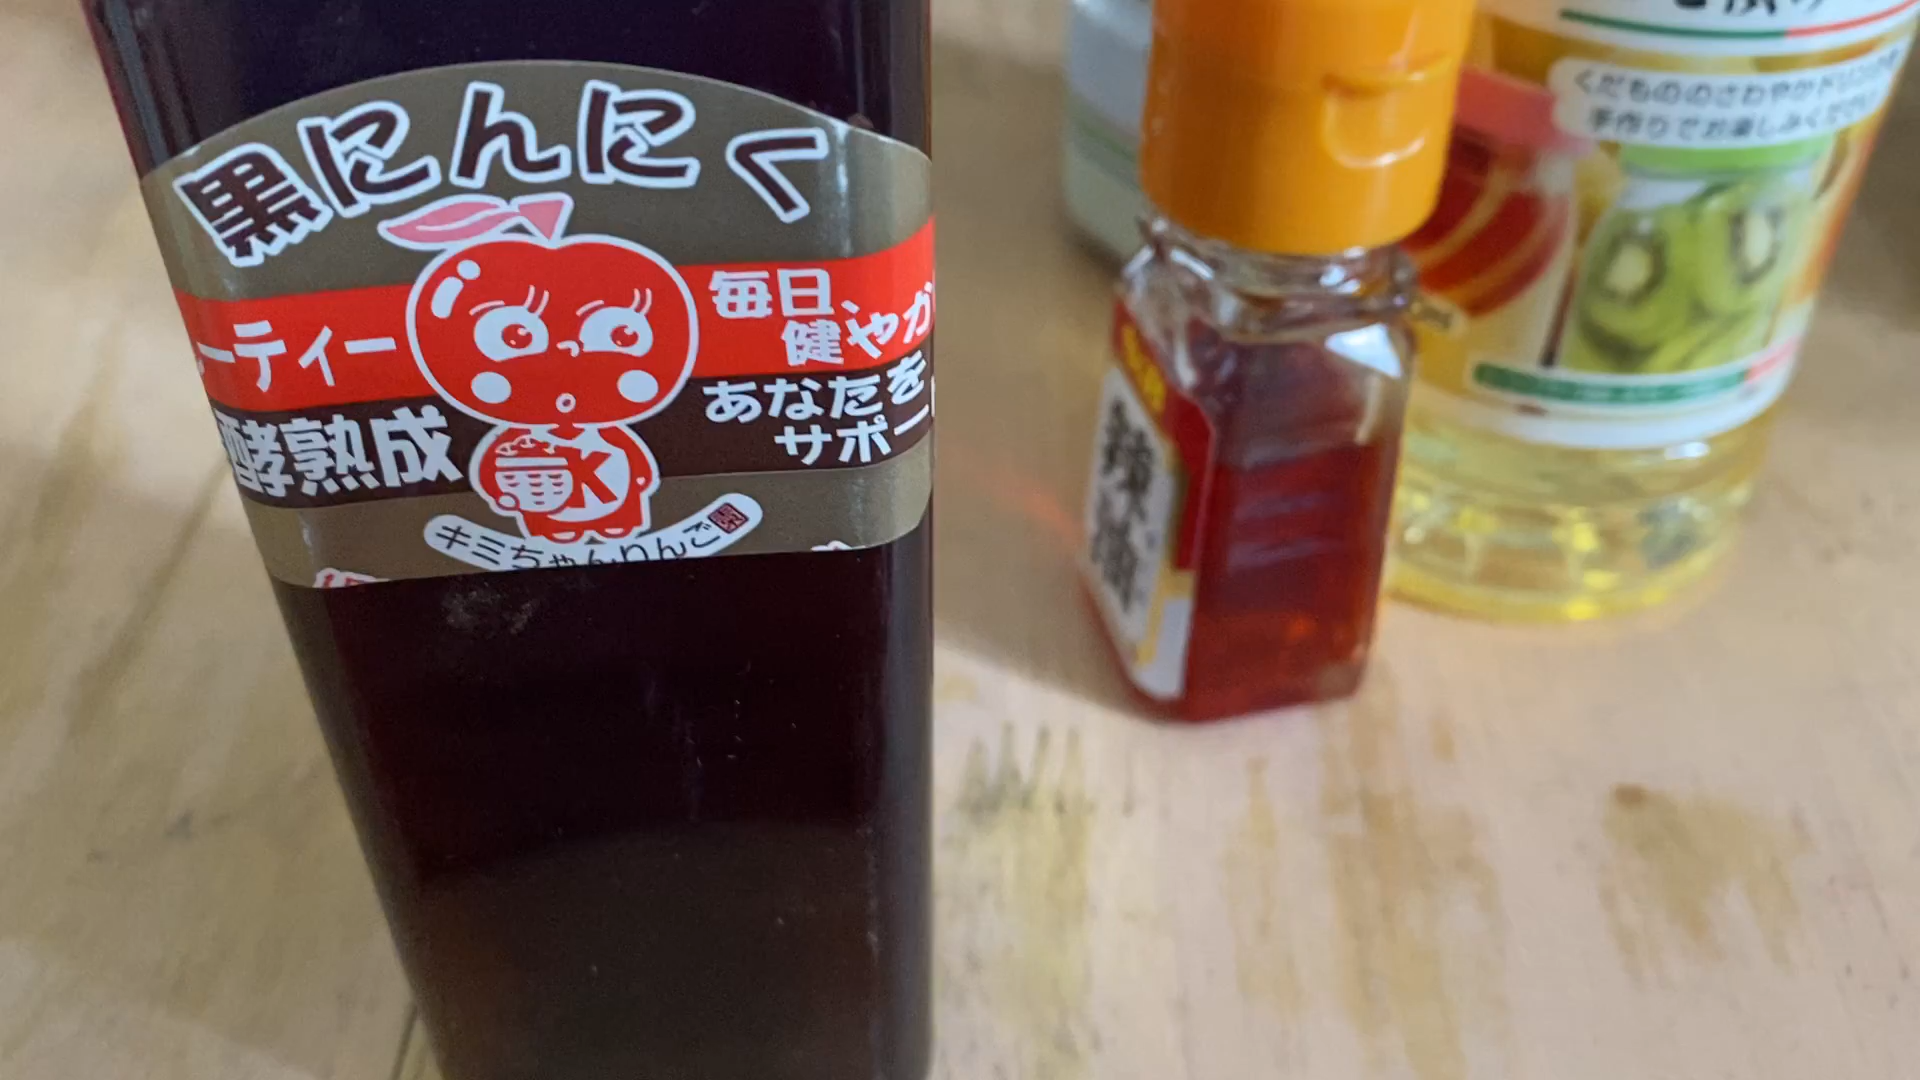 黒にんにく
ーティー
毎日、
健やか
酵熟成
あなたを
サポー
K
キミちゃんりんご
辣油
くだもののさわやかドリンクを
手作りでお楽しみください